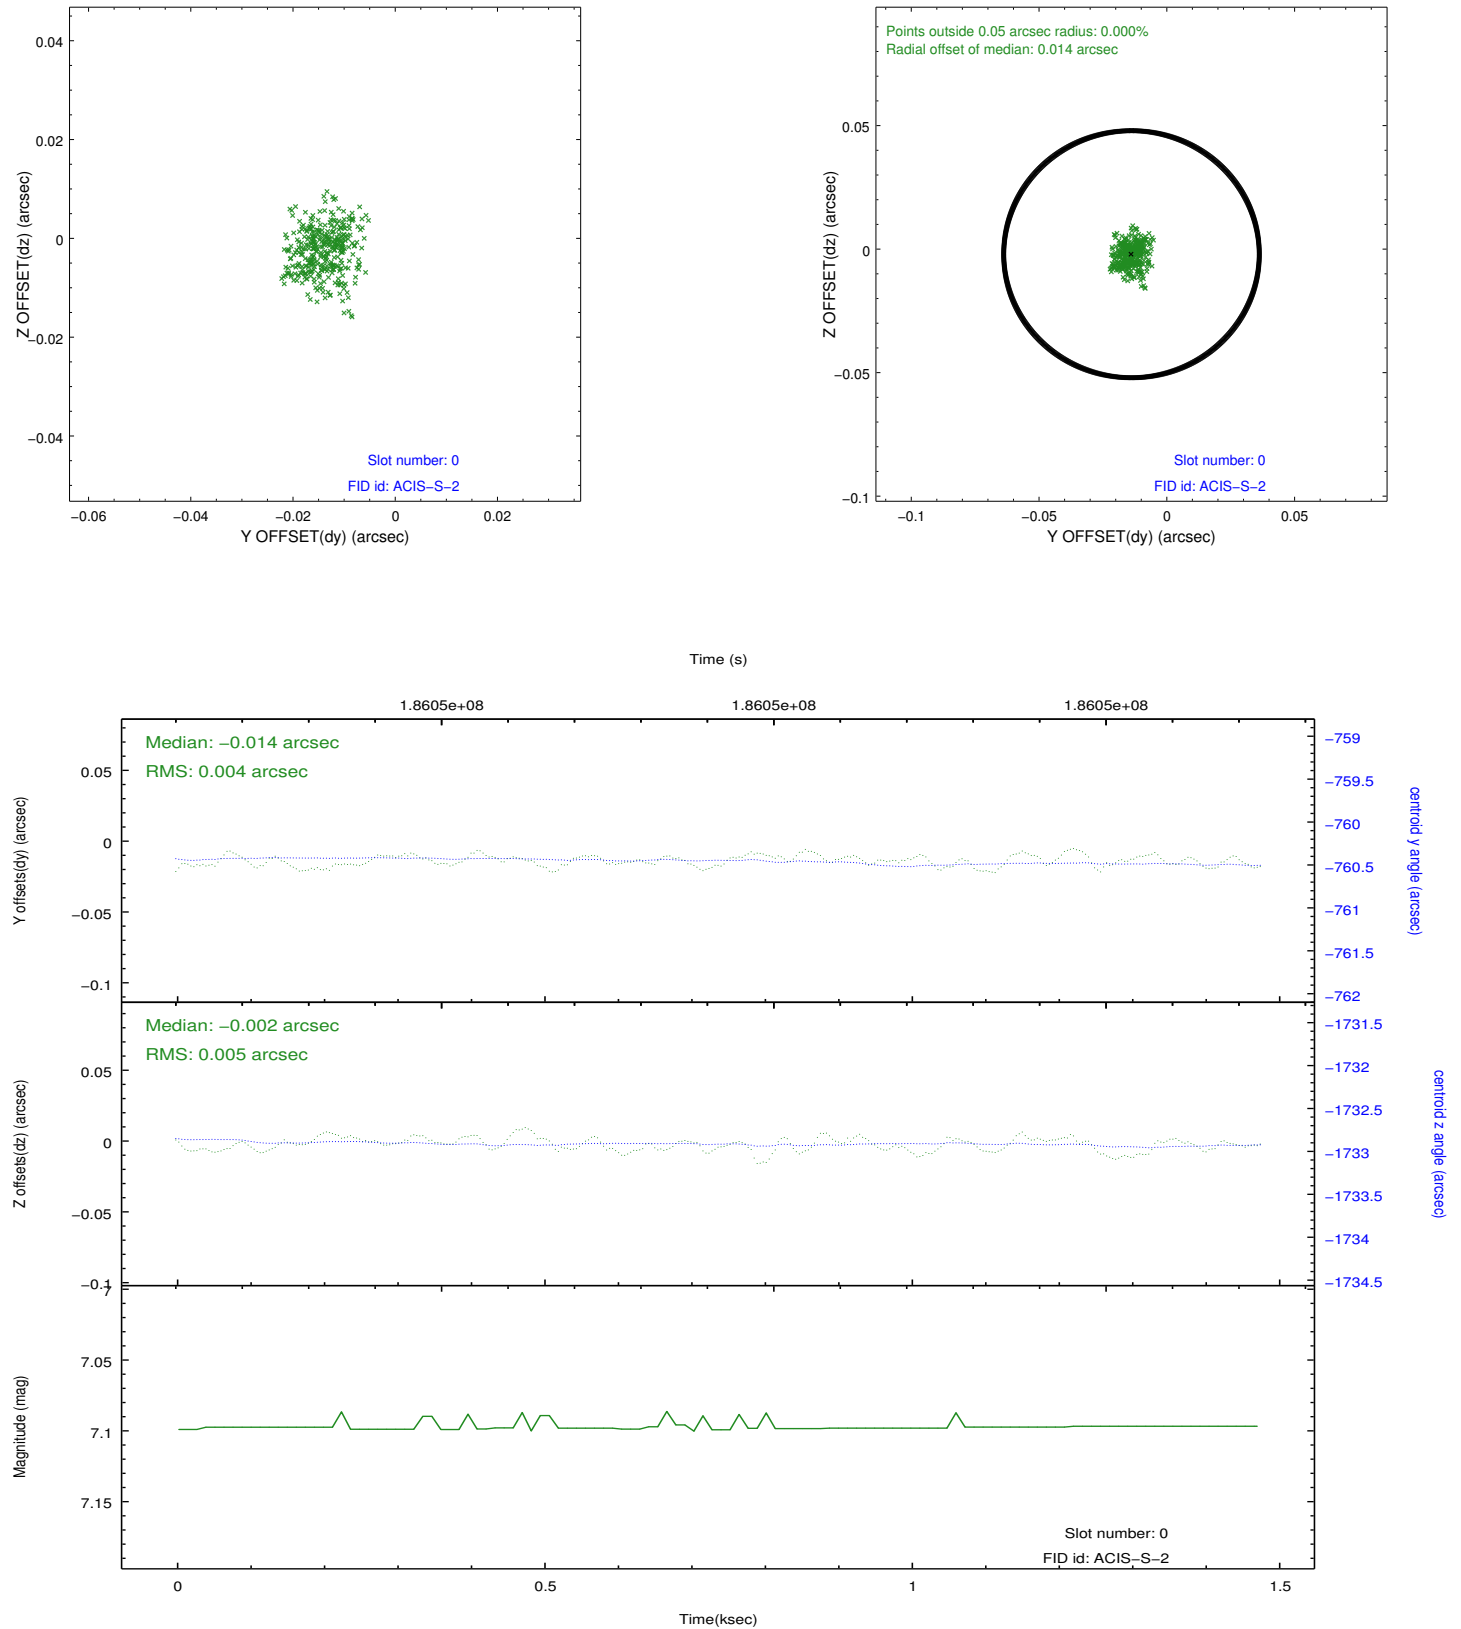 0.04
0.02
0
−0.02
−0.04
Z OFFSET(dz) (arcsec)
Slot number: 0
FID id: ACIS−S−2
−0.06
−0.04
−0.02
0
0.02
Y OFFSET(dy) (arcsec)
Points outside 0.05 arcsec radius: 0.000%
Radial offset of median: 0.014 arcsec
0.05
0
−0.05
−0.1
Z OFFSET(dz) (arcsec)
Slot number: 0
FID id: ACIS−S−2
−0.1
−0.05
0
0.05
Y OFFSET(dy) (arcsec)
Time (s)
1.8605e+08
1.8605e+08
1.8605e+08
Median: −0.014 arcsec
RMS: 0.004 arcsec
0.05
0
−0.05
−0.1
Y offsets(dy) (arcsec)
−759
−759.5
−760
−760.5
−761
−761.5
−762
centroid y angle (arcsec)
Median: −0.002 arcsec
RMS: 0.005 arcsec
0.05
0
−0.05
−0.1
Z offsets(dz) (arcsec)
−1731.5
−1732
−1732.5
−1733
−1733.5
−1734
−1734.5
centroid z angle (arcsec)
7
7.05
7.1
7.15
Magnitude (mag)
Slot number: 0
FID id: ACIS−S−2
0
0.5
1
1.5
Time(ksec)